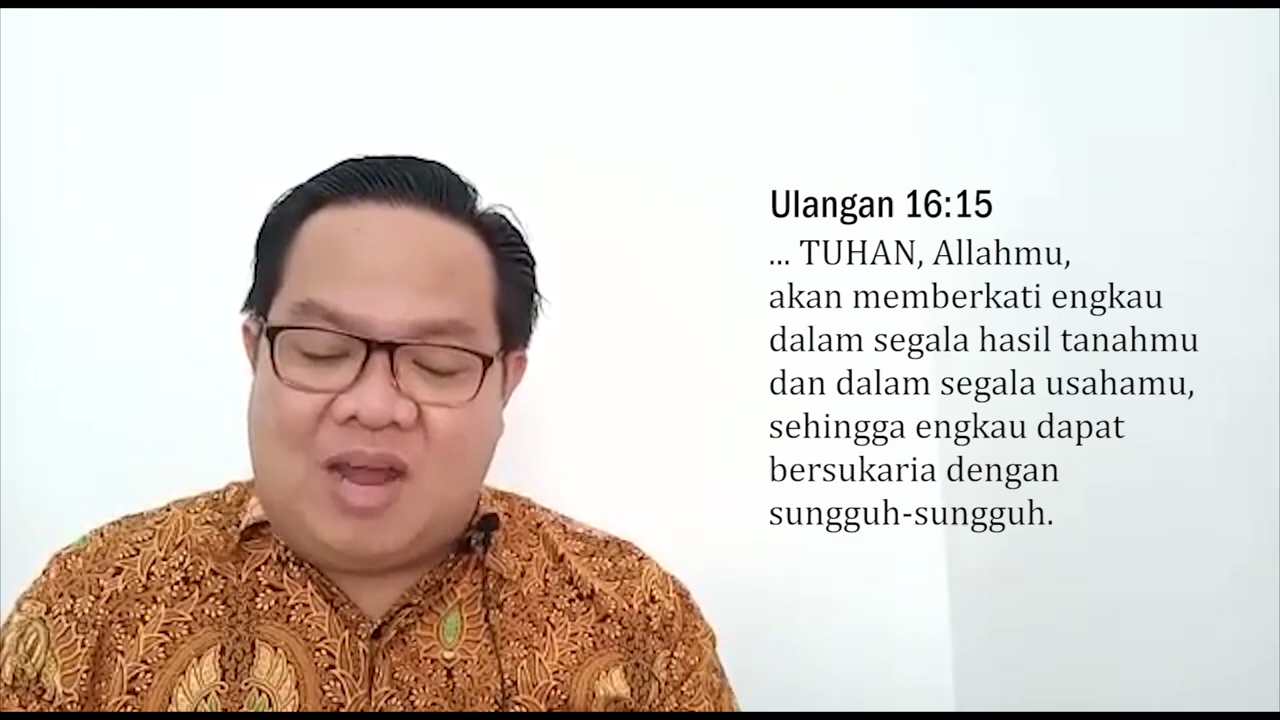 Ulangan 16:15
... TUHAN, Allahmu,
akan memberkati engkau
dalam segala hasil tanahmu
dan dalam segala usahamu,
sehingga engkau dapat
bersukaria dengan
sungguh-sungguh.